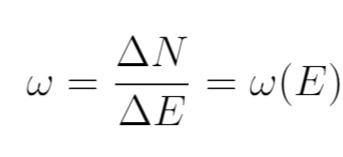 ω = ΔN / ΔE = ω(E)